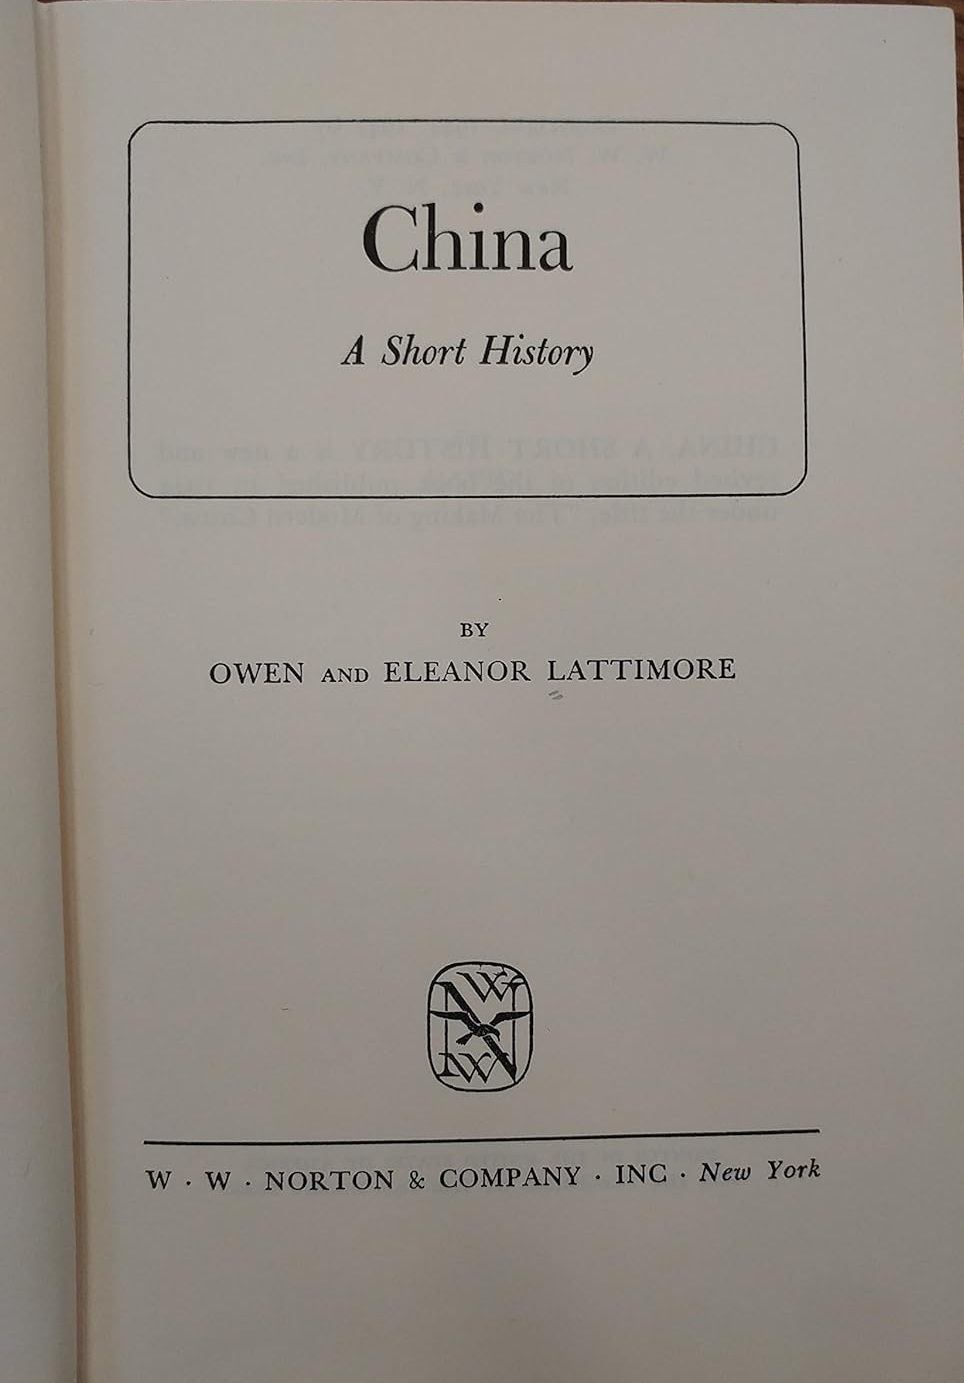 China
A Short History
BY
OWEN AND ELEANOR LATTIMORE
W · W · NORTON & COMPANY · INC · New York